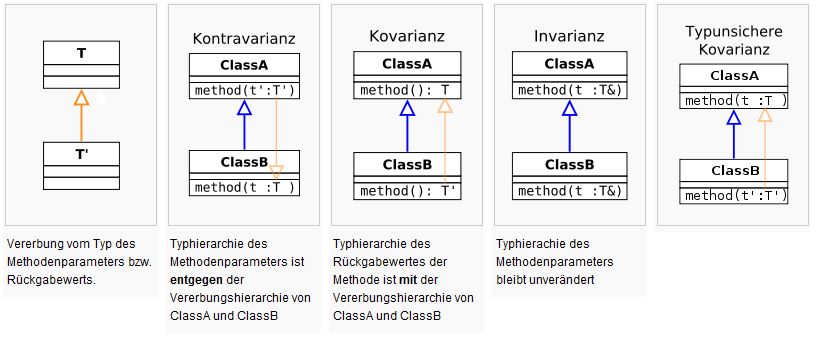 T
T'
Vererbung vom Typ des
Methodenparameters bzw.
Rückgabewerts.
Kontravarianz
ClassA
method(t':T')
ClassB
method(t :T )
Typhierarchie des
Methodenparameters ist
entgegen der
Vererbungshierarchie von
ClassA und ClassB
Kovarianz
ClassA
method(): T
ClassB
method(): T'
Typhierarchie des
Rückgabewertes der
Methode ist mit der
Vererbungshierarchie von
ClassA und ClassB
Invarianz
ClassA
method(t :T&)
ClassB
method(t :T&)
Typhierachie des
Methodenparameters
bleibt unverändert
Typunsichere
Kovarianz
ClassA
method(t :T )
ClassB
method(t':T')